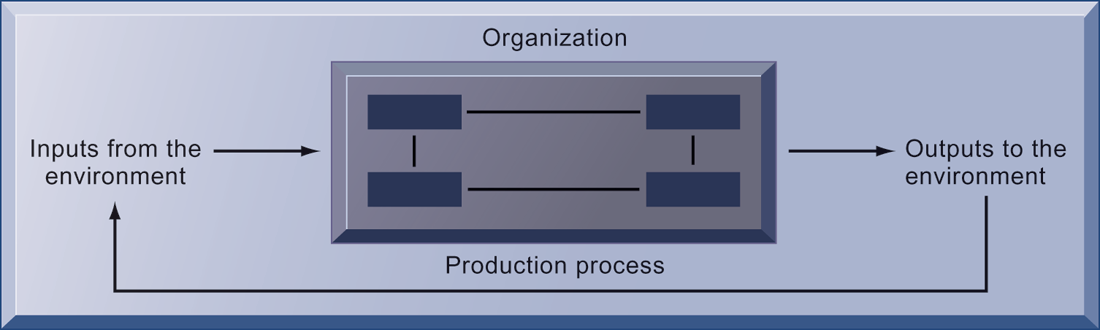 Organization
Inputs from the
environment
Outputs to the
environment
Production process